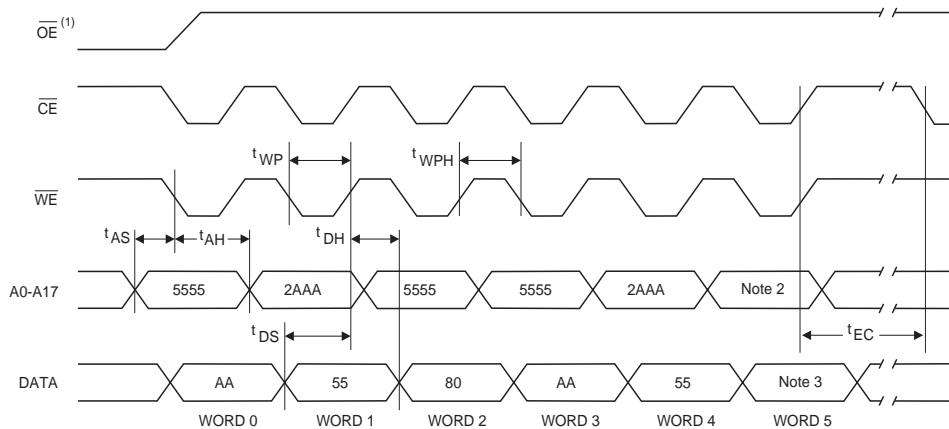 OE (1)
CE
t WP t WPH
WE
t AS t AH t DH
A0-A17 5555 2AAA 5555 5555 2AAA Note 2
t DS t EC
DATA AA 55 80 AA 55 Note 3
WORD 0 WORD 1 WORD 2 WORD 3 WORD 4 WORD 5